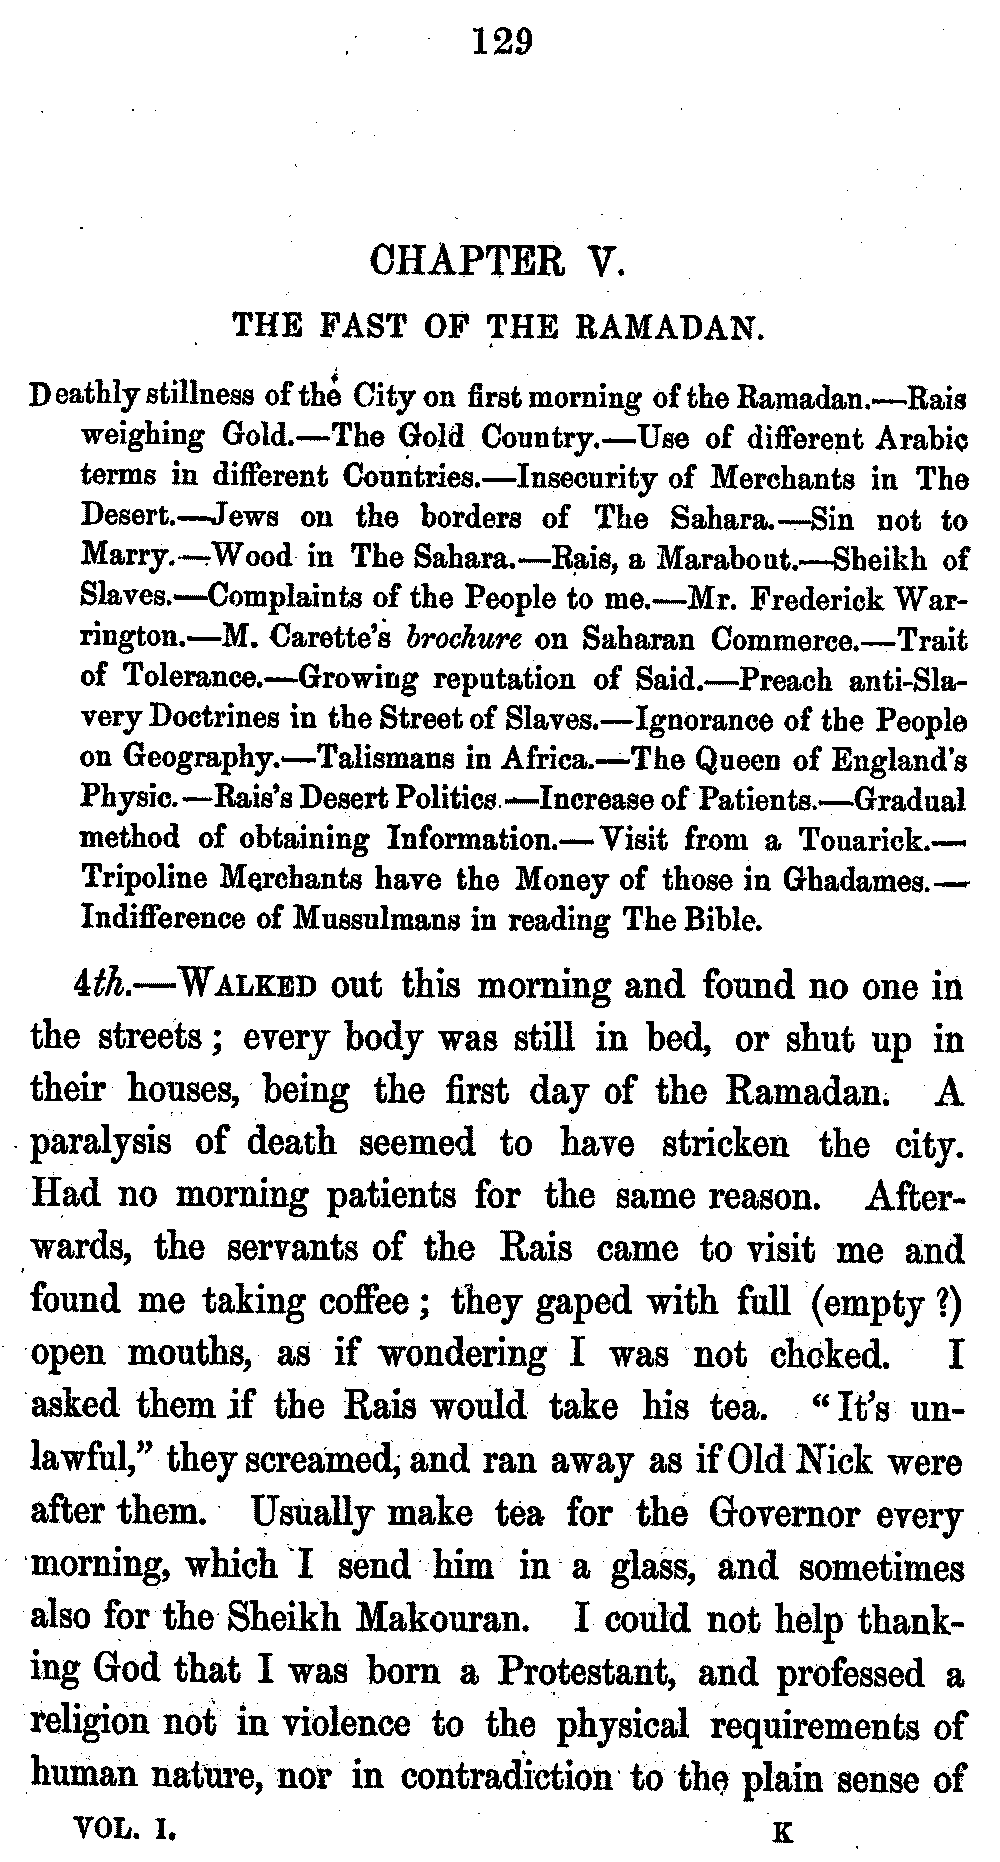 129
CHAPTER V.
THE FAST OF THE RAMADAN.
Deathly stillness of the City on first morning of the Ramadan.—Rais
weighing Gold.—The Gold Country.—Use of different Arabic
terms in different Countries.—Insecurity of Merchants in The
Desert.—Jews on the borders of The Sahara.—Sin not to
Marry.—Wood in The Sahara.—Rais, a Marabout.—Sheikh of
Slaves.—Complaints of the People to me.—Mr. Frederick War-
rington.—M. Carette's brochure on Saharan Commerce.—Trait
of Tolerance.—Growing reputation of Said.—Preach anti-Sla-
very Doctrines in the Street of Slaves.—Ignorance of the People
on Geography.—Talismans in Africa.—The Queen of England's
Physic.—Rais's Desert Politics.—Increase of Patients.—Gradual
method of obtaining Information.—Visit from a Touarick.—
Tripoline Merchants have the Money of those in Ghadames.—
Indifference of Mussulmans in reading The Bible.
4th.—WALKED out this morning and found no one in
the streets; every body was still in bed, or shut up in
their houses, being the first day of the Ramadan. A
paralysis of death seemed to have stricken the city.
Had no morning patients for the same reason. After-
wards, the servants of the Rais came to visit me and
found me taking coffee; they gaped with full (empty?)
open mouths, as if wondering I was not choked. I
asked them if the Rais would take his tea. "It's un-
lawful," they screamed, and ran away as if Old Nick were
after them. Usually make tea for the Governor every
morning, which I send him in a glass, and sometimes
also for the Sheikh Makouran. I could not help thank-
ing God that I was born a Protestant, and professed a
religion not in violence to the physical requirements of
human nature, nor in contradiction to the plain sense of
VOL. I. K